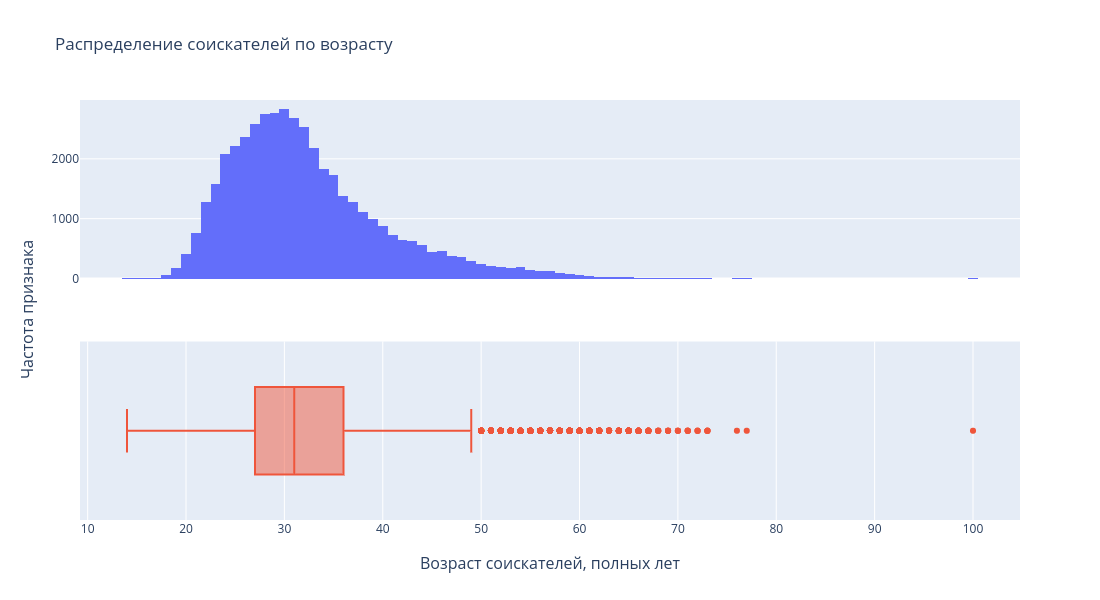 Распределение соискателей по возрасту
2000
1000
0
Частота признака
10 20 30 40 50 60 70 80 90 100
Возраст соискателей, полных лет